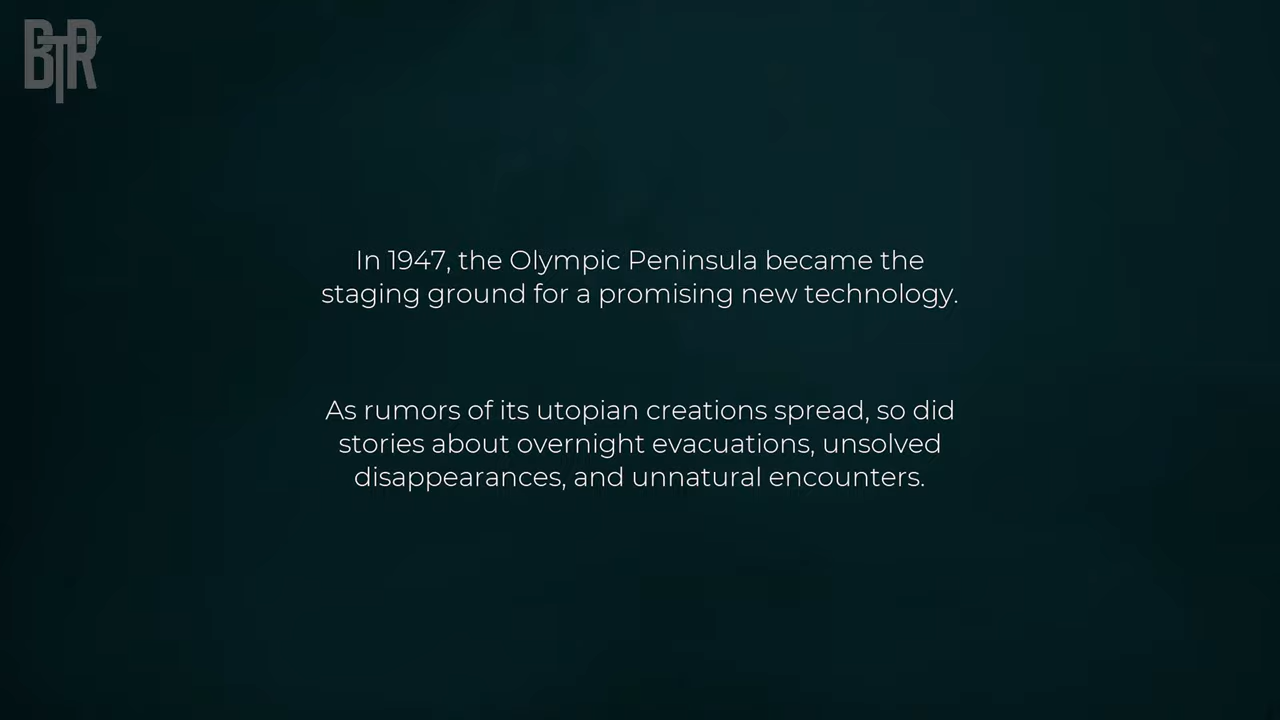 BTR
In 1947, the Olympic Peninsula became the
staging ground for a promising new technology.
As rumors of its utopian creations spread, so did
stories about overnight evacuations, unsolved
disappearances, and unnatural encounters.